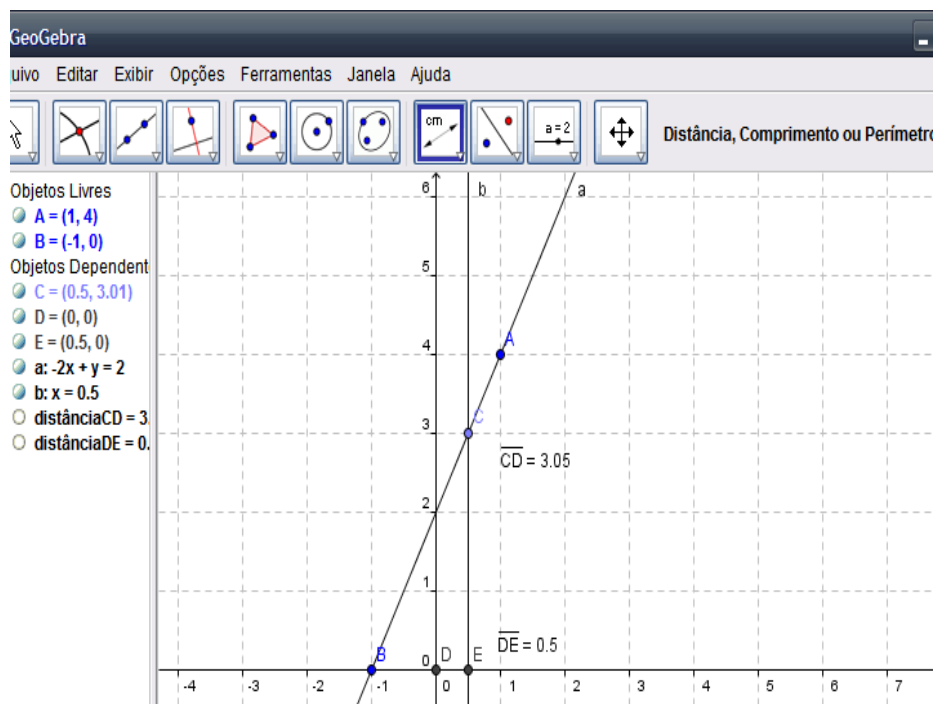 GeoGebra
uivo Editar Exibir Opções Ferramentas Janela Ajuda
cm a=2 Distância, Comprimento ou Perímetro
Objetos Livres
A = (1, 4)
B = (-1, 0)
Objetos Dependent
C = (0.5, 3.01)
D = (0, 0)
E = (0.5, 0)
a: -2x + y = 2
b: x = 0.5
distânciaCD = 3.
distânciaDE = 0.
6 b a
5
4 A
3 C
CD = 3.05
2
1
DE = 0.5
0 B D E
-4 -3 -2 -1 0 1 2 3 4 5 6 7